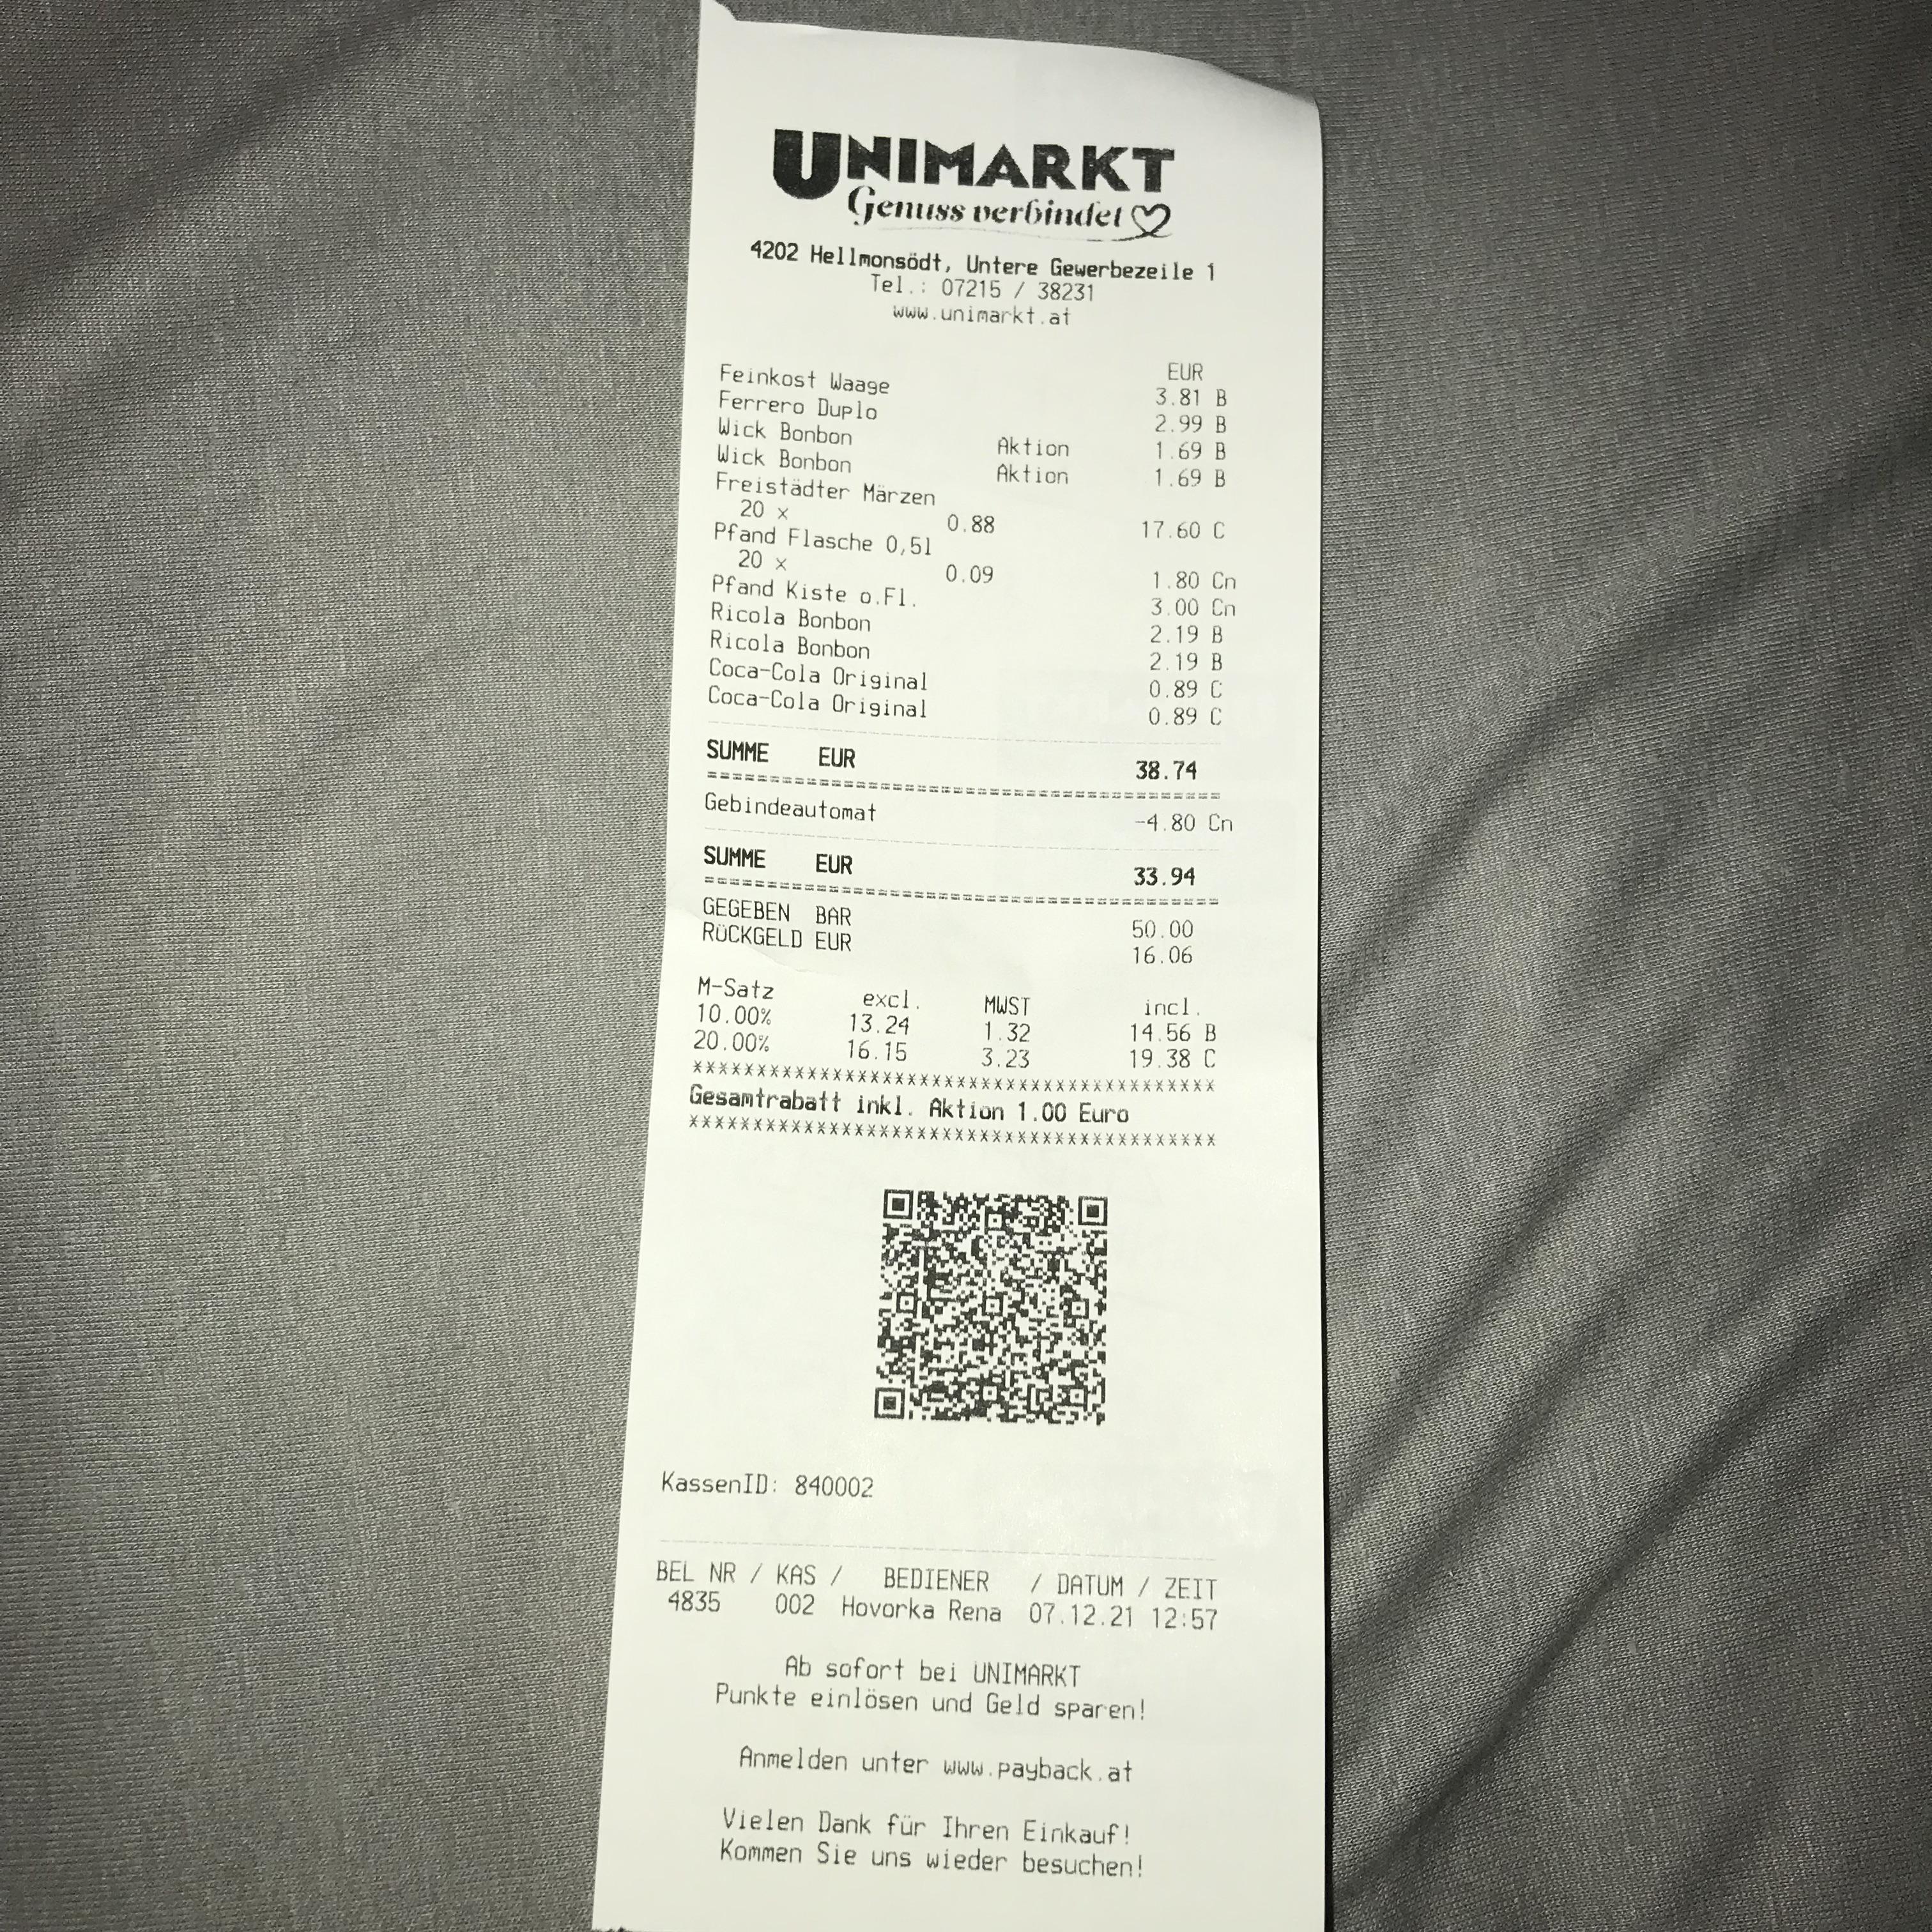 UNIMARKT
Genuss verbindet
4202 Hellmonsödt, Untere Gewerbezeile 1
Tel.: 07215 / 38231
www.unimarkt.at
EUR
Feinkost Waage 3.81 B
Ferrero Duplo 2.99 B
Wick Bonbon Aktion 1.69 B
Wick Bonbon Aktion 1.69 B
Freistädter Märzen
20 x 0.88 17.60 C
Pfand Flasche 0,5l
20 x 0.09 1.80 Cn
Pfand Kiste o.Fl. 3.00 Cn
Ricola Bonbon 2.19 B
Ricola Bonbon 2.19 B
Coca-Cola Original 0.89 C
Coca-Cola Original 0.89 C
SUMME EUR 38.74
=========================================
Gebindeautomat -4.80 Cn
SUMME EUR 33.94
=========================================
GEGEBEN BAR 50.00
RÜCKGELD EUR 16.06
M-Satz excl. MWST incl.
10.00% 13.24 1.32 14.56 B
20.00% 16.15 3.23 19.38 C
*****************************************
Gesamtrabatt inkl. Aktion 1.00 Euro
*****************************************
KassenID: 840002
BEL NR / KAS / BEDIENER / DATUM / ZEIT
4835 002 Hovorka Rena 07.12.21 12:57
Ab sofort bei UNIMARKT
Punkte einlösen und Geld sparen!
Anmelden unter www.payback.at
Vielen Dank für Ihren Einkauf!
Kommen Sie uns wieder besuchen!